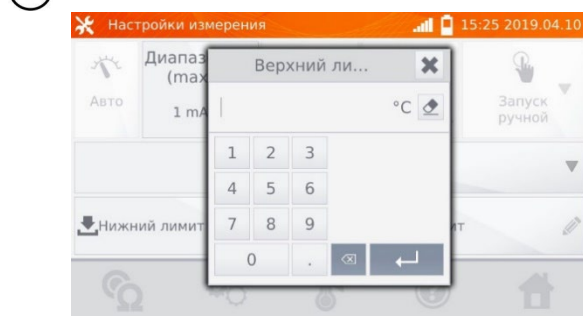 Настройки измерения 15:25 2019.04.10
Диапаз
(max
Авто
1 mA
Верхний ли...
°C
Запуск
ручной
1 2 3
4 5 6
7 8 9
0 .
Нижний лимит
ит